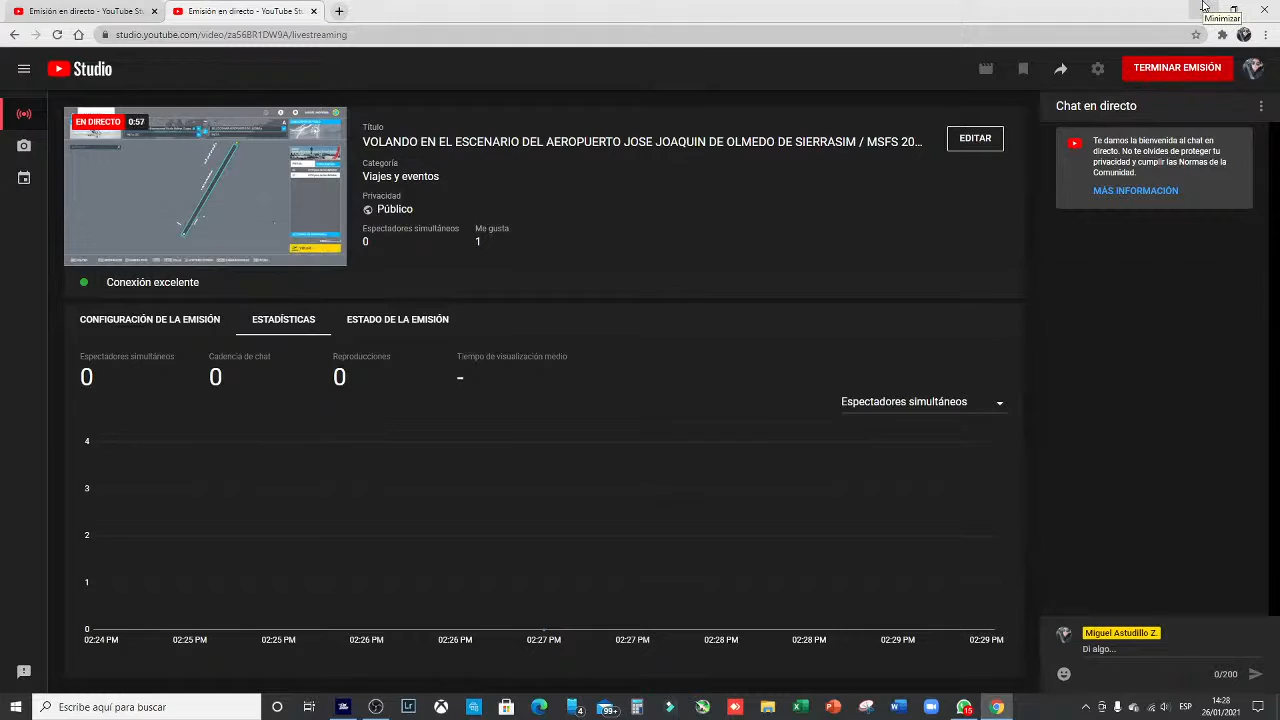 Emisión en directo - YouTube Stu
Emisión en directo - YouTube Stu
Minimizar
studio.youtube.com/video/zaS6BR1DW9A/livestreaming
Studio
TERMINAR EMISIÓN
EN DIRECTO 0:57
Título
VOLANDO EN EL ESCENARIO DEL AEROPUERTO JOSE JOAQUIN DE OLMEDO DE SIERRASIM / MSFS20...
EDITAR
Categoría
Viajes y eventos
Privacidad
Público
Espectadores simultáneos Me gusta
0 1
Conexión excelente
CONFIGURACIÓN DE LA EMISIÓN ESTADÍSTICAS ESTADO DE LA EMISIÓN
Espectadores simultáneos Cadencia de chat Reproducciones Tiempo de visualización medio
0 0 0 -
Espectadores simultáneos
4
3
2
1
0
02:24 PM 02:25 PM 02:25 PM 02:26 PM 02:26 PM 02:27 PM 02:27 PM 02:28 PM 02:28 PM 02:29 PM 02:29 PM
Chat en directo
Te damos la bienvenida al chat en
directo. No te olvides de proteger tu
privacidad y cumplir las Normas de la
Comunidad.
MÁS INFORMACIÓN
Miguel Astudillo Z.
Di algo...
0/200
Escribe aquí para buscar
4
99+
15
ESP
14:28
26/01/2021